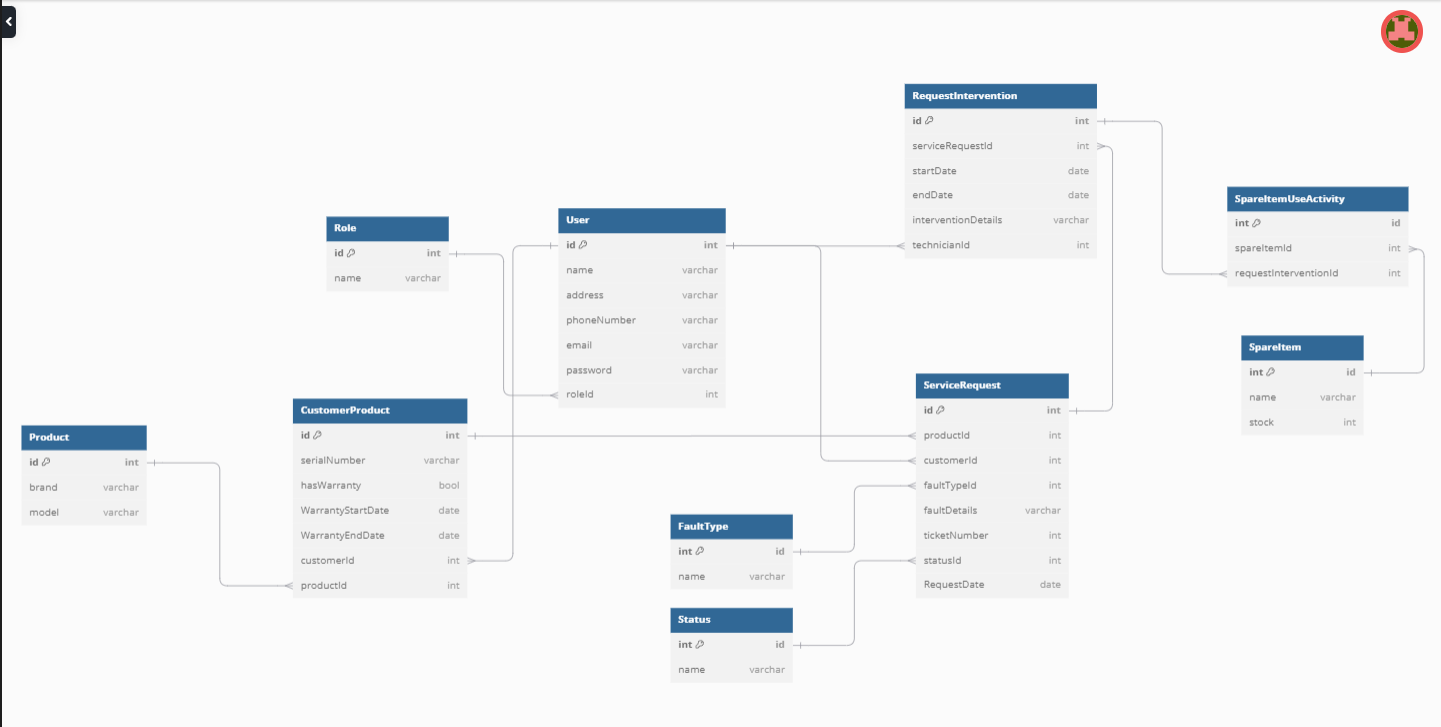 RequestIntervention
id int
serviceRequestId int
startDate date
endDate date
interventionDetails varchar
technicianId int
SpareItemUseActivity
int id
spareItemId int
requestInterventionId int
Role
id int
name varchar
User
id int
name varchar
address varchar
phoneNumber varchar
email varchar
password varchar
roleId int
SpareItem
int id
name varchar
stock int
ServiceRequest
id int
productId int
customerId int
faultTypeId int
faultDetails varchar
ticketNumber int
statusId int
RequestDate date
CustomerProduct
id int
serialNumber varchar
hasWarranty bool
WarrantyStartDate date
WarrantyEndDate date
customerId int
productId int
Product
id int
brand varchar
model varchar
FaultType
int id
name varchar
Status
int id
name varchar